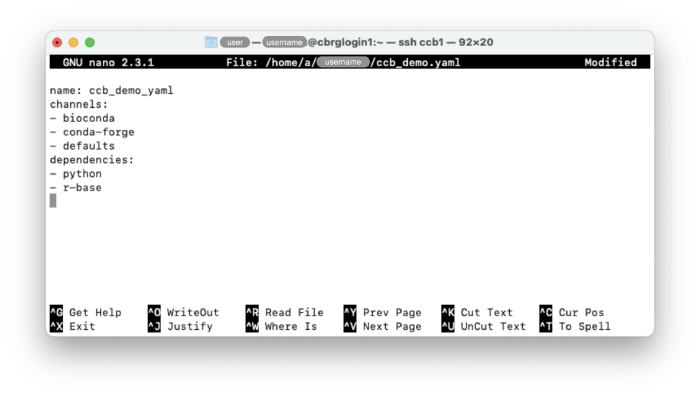 user — username @cbrglogin1:~ — ssh ccb1 — 92×20
GNU nano 2.3.1 File: /home/a/ username /ccb_demo.yaml Modified
name: ccb_demo_yaml
channels:
- bioconda
- conda-forge
- defaults
dependencies:
- python
- r-base
^G Get Help ^O WriteOut ^R Read File ^Y Prev Page ^K Cut Text ^C Cur Pos
^X Exit ^J Justify ^W Where Is ^V Next Page ^U UnCut Text ^T To Spell